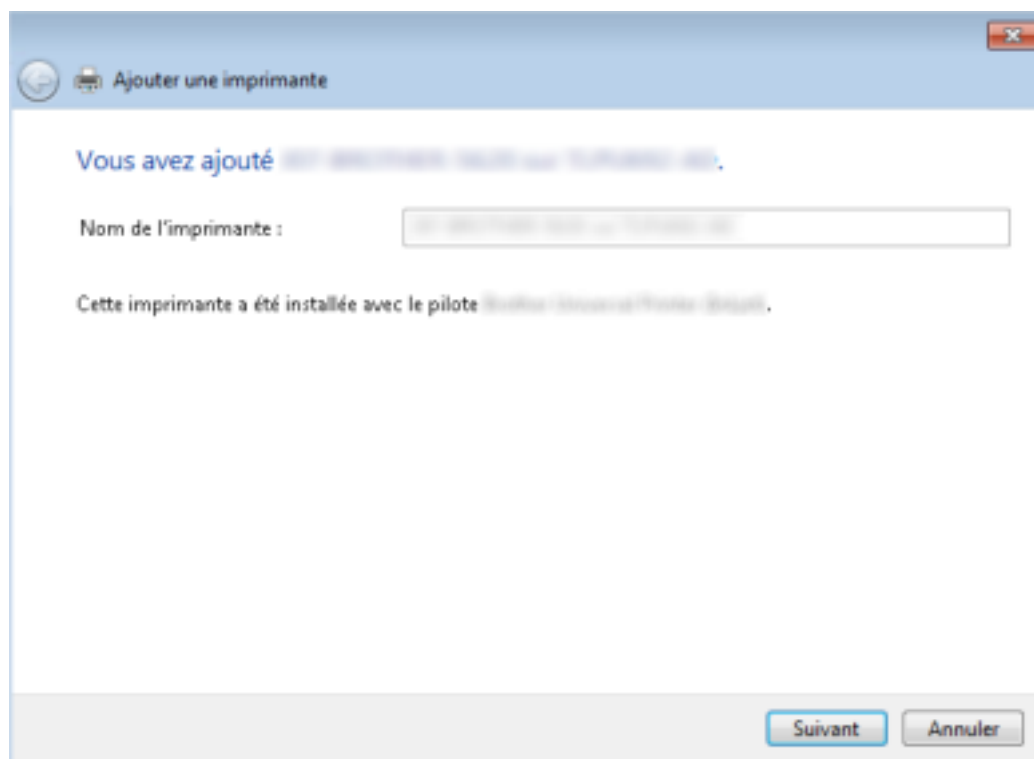 Ajouter une imprimante
Vous avez ajouté
Nom de l'imprimante :
Cette imprimante a été installée avec le pilote
Suivant
Annuler